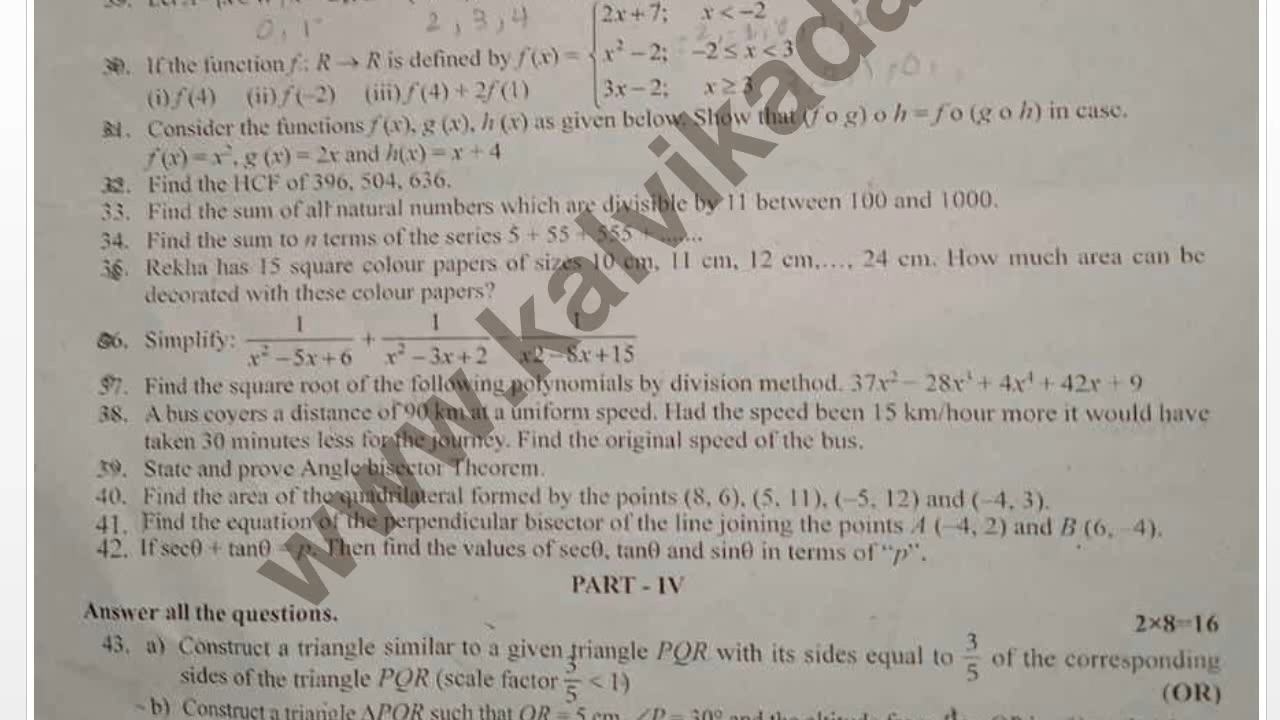 0, 1 2, 3, 4
30. If the function f : R → R is defined by f(x) = { 2x + 7; x < −2
x² − 2; −2 ≤ x < 3
3x − 2; x ≥ 3
(i) f(4) (ii) f(−2) (iii) f(4) + 2f(1)
31. Consider the functions f(x), g (x), h (x) as given below. Show that (f o g) o h = f o (g o h) in case.
f(x) = x², g (x) = 2x and h(x) = x + 4
32. Find the HCF of 396, 504, 636.
33. Find the sum of all natural numbers which are divisible by 11 between 100 and 1000.
34. Find the sum to n terms of the series 5 + 55 + 555 + .......
36. Rekha has 15 square colour papers of sizes 10 cm, 11 cm, 12 cm,..., 24 cm. How much area can be
decorated with these colour papers?
36. Simplify: 1/(x² − 5x + 6) + 1/(x² − 3x + 2) 1/(x2 − 8x + 15)
37. Find the square root of the following polynomials by division method. 37x² − 28x³ + 4x⁴ + 42x + 9
38. A bus covers a distance of 90 km at a uniform speed. Had the speed been 15 km/hour more it would have
taken 30 minutes less for the journey. Find the original speed of the bus.
39. State and prove Angle bisector Theorem.
40. Find the area of the quadrilateral formed by the points (8, 6), (5, 11), (−5, 12) and (−4, 3).
41. Find the equation of the perpendicular bisector of the line joining the points A (−4, 2) and B (6, −4).
42. If secθ + tanθ = p. Then find the values of secθ, tanθ and sinθ in terms of "p".
PART - IV
Answer all the questions. 2×8=16
43. a) Construct a triangle similar to a given triangle PQR with its sides equal to 3/5 of the corresponding
sides of the triangle PQR (scale factor 3/5 < 1)
(OR)
b) Construct a triangle ΔPQR such that QR = 5 cm, ∠P = 30° and the altitude
www.kalvikada